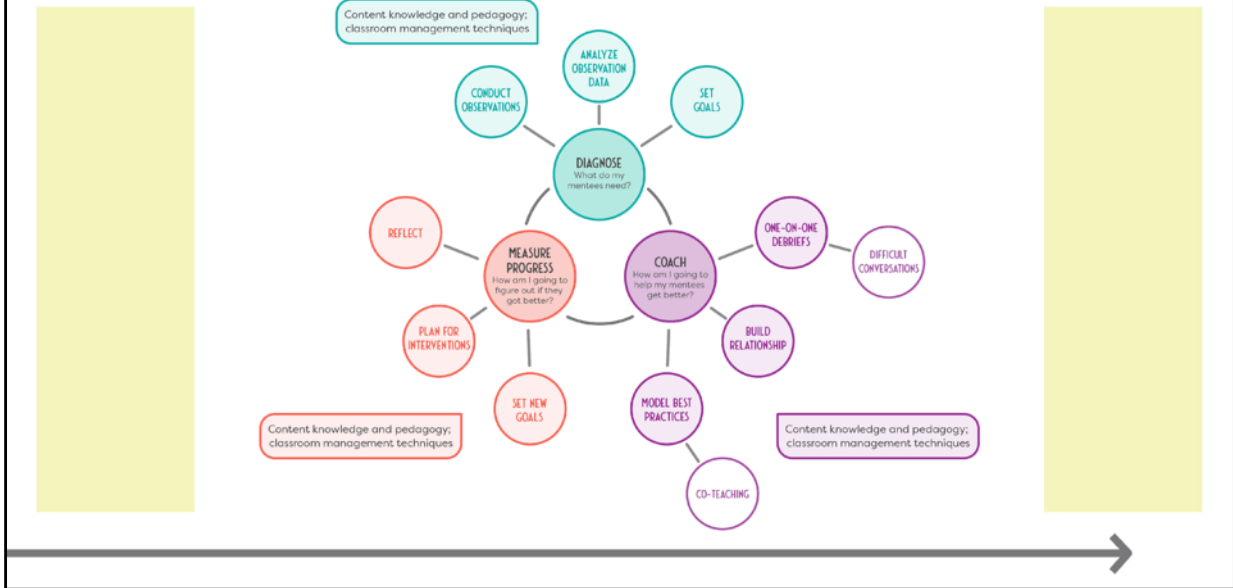 Content knowledge and pedagogy;
classroom management techniques
ANALYZE
OBSERVATION
DATA
CONDUCT
OBSERVATIONS
SET
GOALS
DIAGNOSE
What do my
mentees need?
REFLECT
MEASURE
PROGRESS
How am I going to
figure out if they
got better?
COACH
How am I going to
help my mentees
get better?
ONE-ON-ONE
DEBRIEFS
DIFFICULT
CONVERSATIONS
PLAN FOR
INTERVENTIONS
BUILD
RELATIONSHIP
SET NEW
GOALS
MODEL BEST
PRACTICES
Content knowledge and pedagogy;
classroom management techniques
Content knowledge and pedagogy;
classroom management techniques
CO-TEACHING